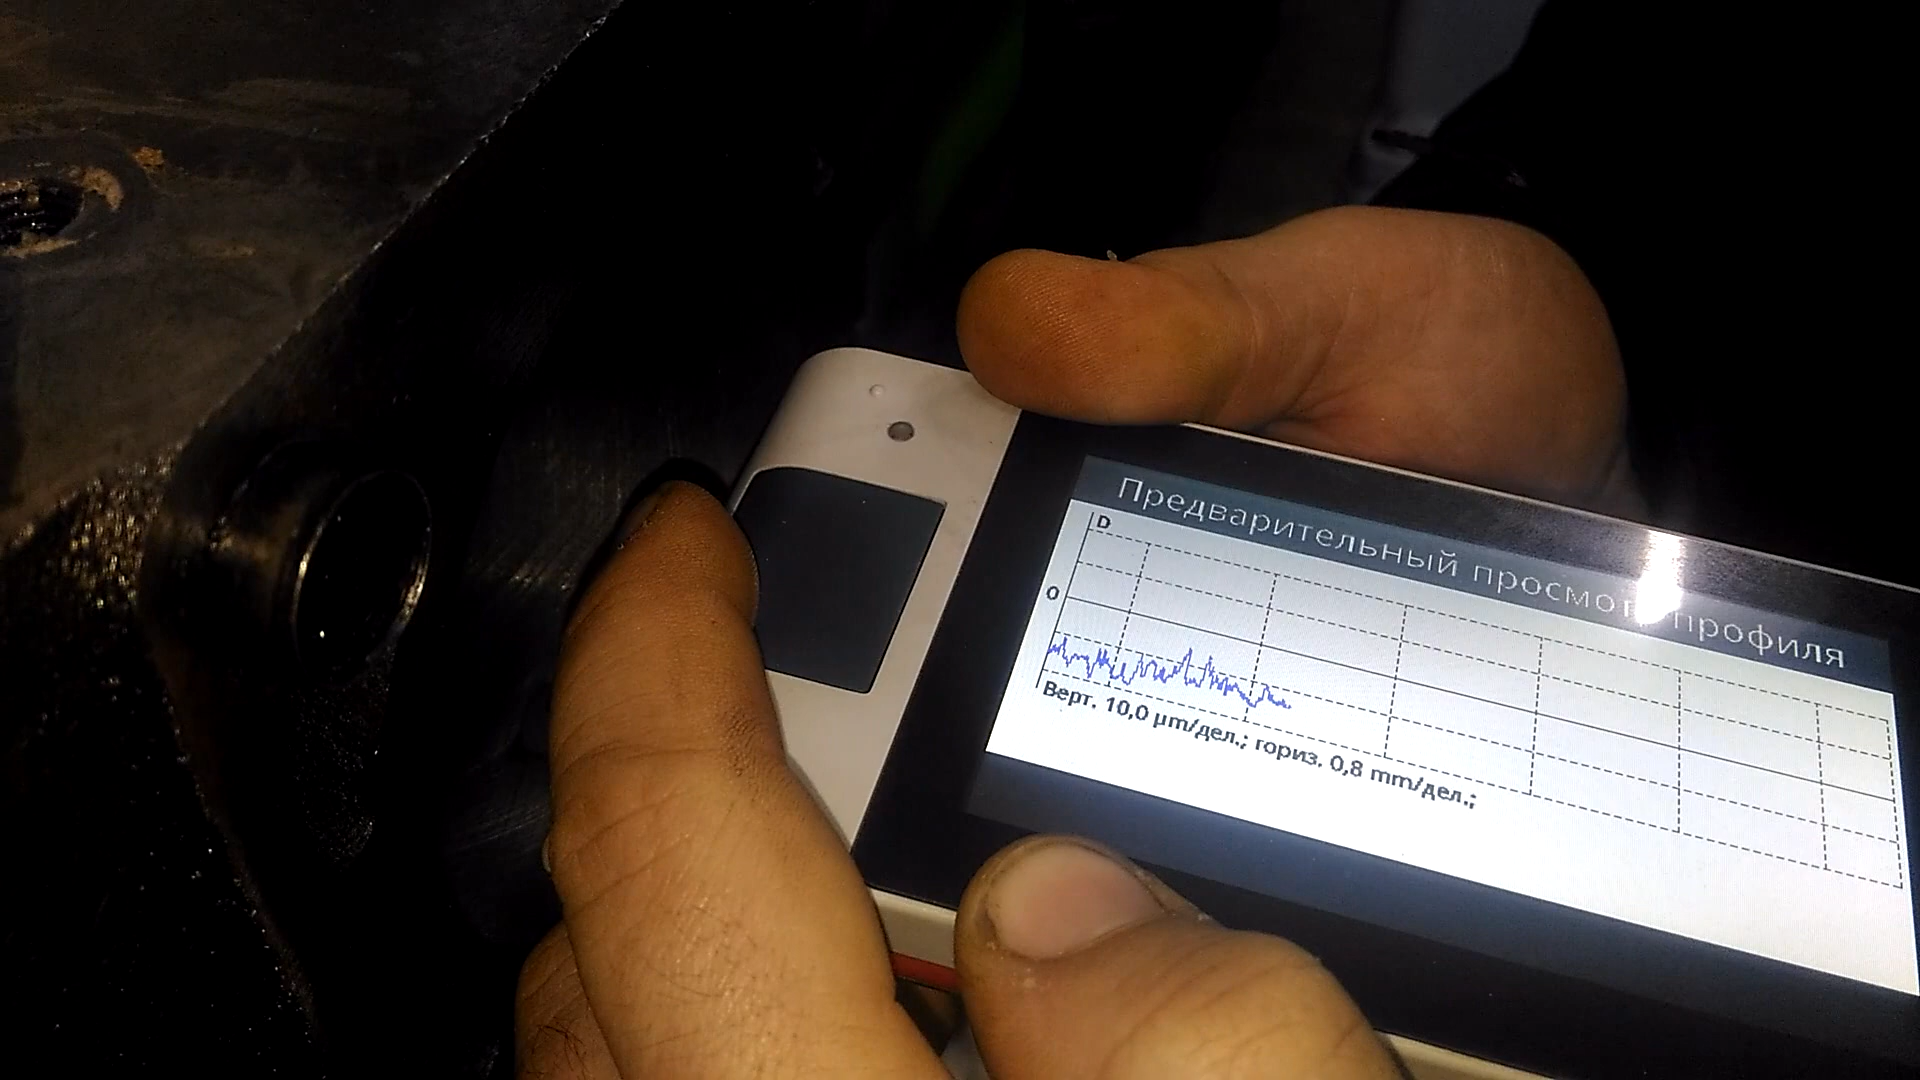 Предварительный просмотр профиля
D
0
Верт. 10,0 µm/дел.; гориз. 0,8 mm/дел.;